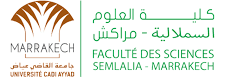 MARRAKECH
جامعة القاضي عياض
UNIVERSITÉ CADI AYYAD
كلية العلوم
السملالية - مراكش
FACULTÉ DES SCIENCES
SEMLALIA - MARRAKECH